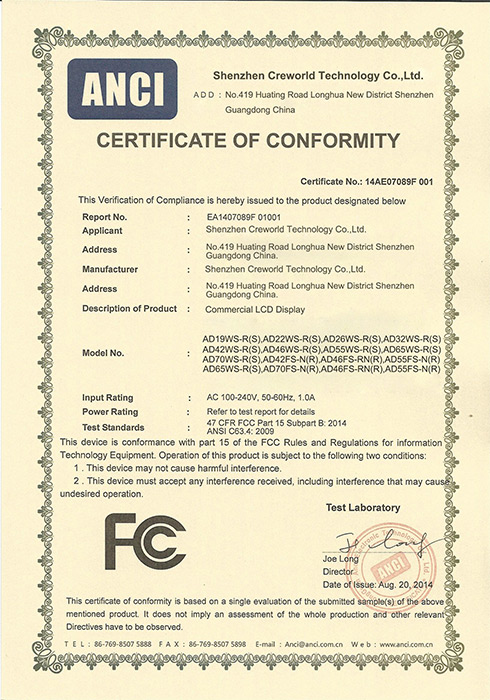 ANCI
Shenzhen Creworld Technology Co.,Ltd.
ADD : No.419 Huating Road Longhua New District Shenzhen
Guangdong China
CERTIFICATE OF CONFORMITY
Certificate No.: 14AE07089F 001
This Verification of Compliance is hereby issued to the product designated below
Report No. : EA1407089F 01001
Applicant : Shenzhen Creworld Technology Co.,Ltd.
Address : No.419 Huating Road Longhua New District Shenzhen
Guangdong China.
Manufacturer : Shenzhen Creworld Technology Co.,Ltd.
Address : No.419 Huating Road Longhua New District Shenzhen
Guangdong China.
Description of Product : Commercial LCD Display
AD19WS-R(S),AD22WS-R(S),AD26WS-R(S),AD32WS-R(S)
Model No. : AD42WS-R(S),AD46WS-R(S),AD55WS-R(S),AD65WS-R(S)
AD70WS-R(S),AD42FS-N(R),AD46FS-RN(R),AD55FS-N(R)
AD65WS-R(S),AD70FS-N(R),AD46FS-RN(R),AD55FS-N(R)
Input Rating : AC 100-240V, 50-60Hz, 1.0A
Power Rating : Refer to test report for details
Test Standards : 47 CFR FCC Part 15 Subpart B: 2014
ANSI C63.4: 2009
This device is in conformance with part 15 of the FCC Rules and Regulations for information
Technology Equipment. Operation of this product is subject to the following two conditions:
1 . This device may not cause harmful interference.
2 . This device must accept any interference received, including interference that may cause
undesired operation.
Test Laboratory
FCC
Joe Long
Director
ANCI
Date of Issue: Aug. 20, 2014
This certificate of conformity is based on a single evaluation of the submitted sample(s) of the above
mentioned product. It does not imply an assessment of the whole production and other relevant
Directives have to be observed.
TEL: 86-769-8507 5888 FAX: 86-769-8507 5898 E-mail : Anci@anci.com.cn Web : www.anci.com.cn